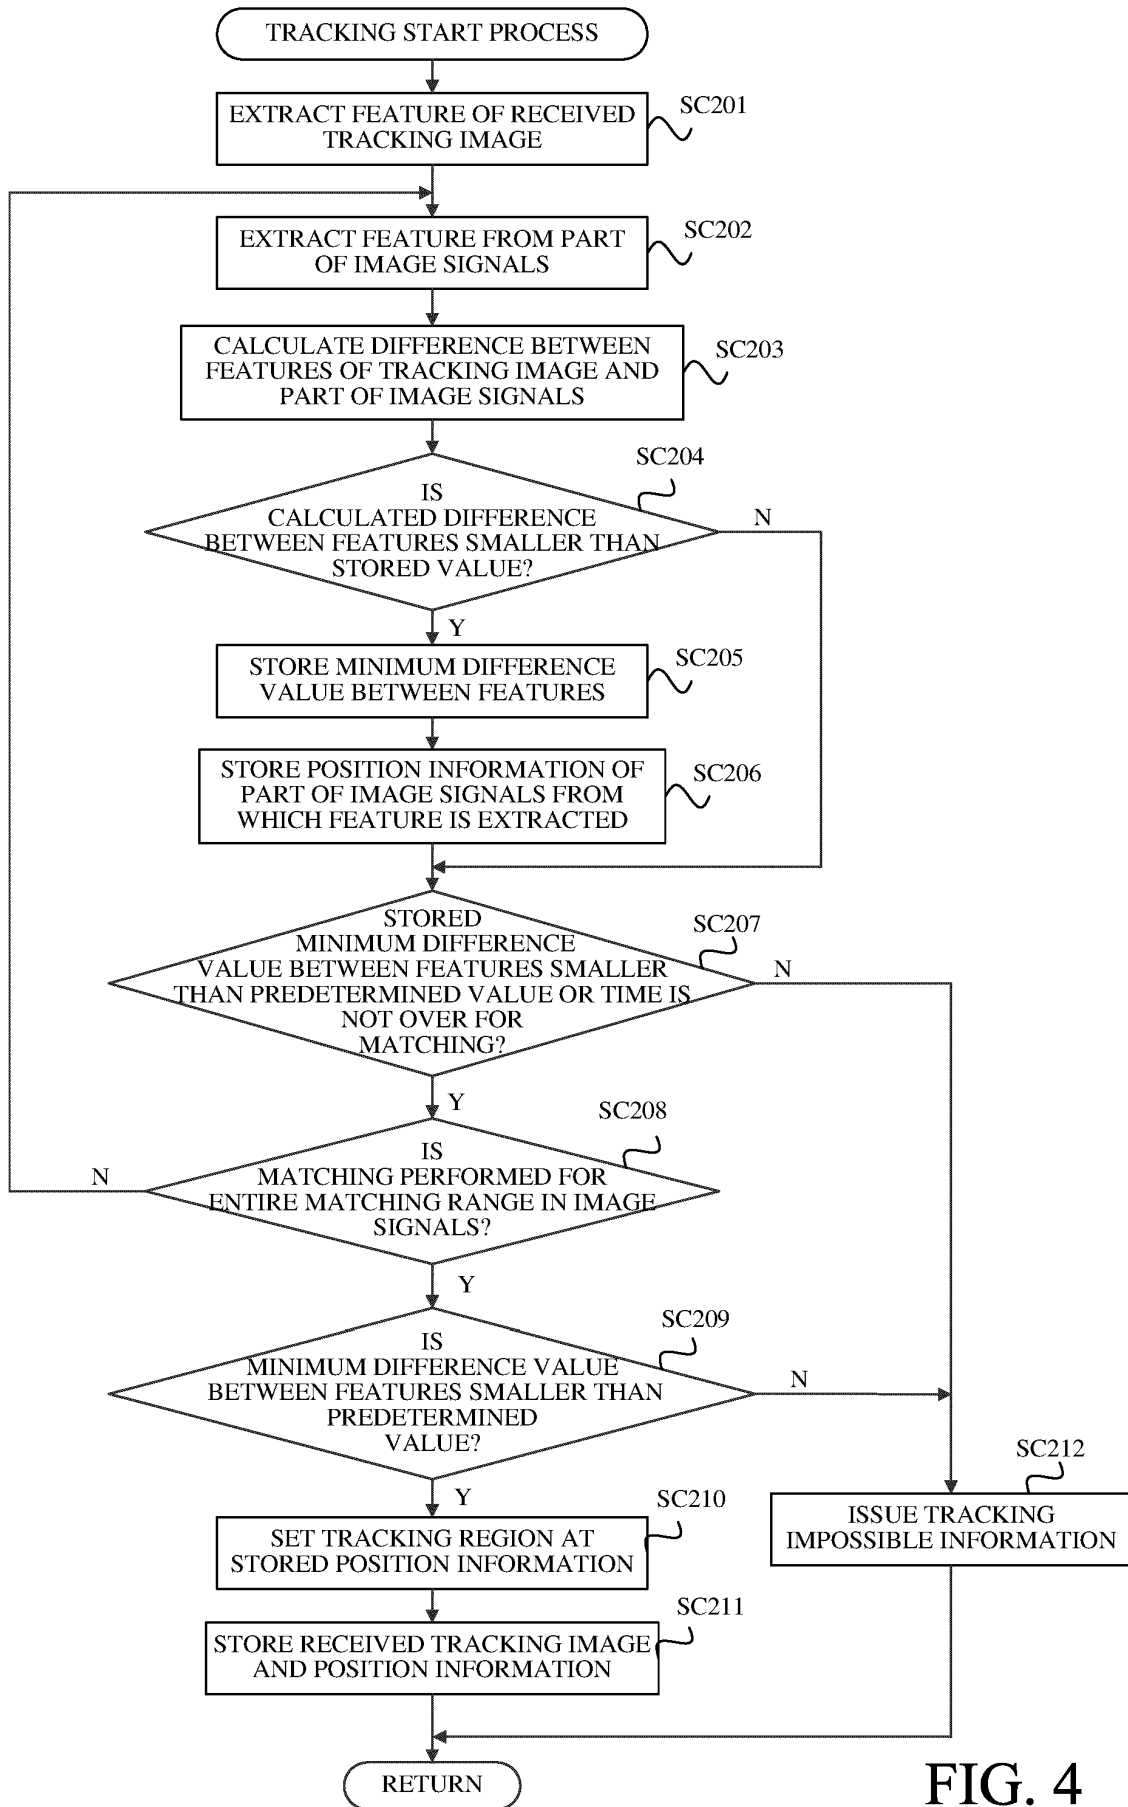 TRACKING START PROCESS
EXTRACT FEATURE OF RECEIVED
TRACKING IMAGE
SC201
EXTRACT FEATURE FROM PART
OF IMAGE SIGNALS
SC202
CALCULATE DIFFERENCE BETWEEN
FEATURES OF TRACKING IMAGE AND
PART OF IMAGE SIGNALS
SC203
SC204
IS
CALCULATED DIFFERENCE
BETWEEN FEATURES SMALLER THAN
STORED VALUE?
N
Y
STORE MINIMUM DIFFERENCE
VALUE BETWEEN FEATURES
SC205
STORE POSITION INFORMATION OF
PART OF IMAGE SIGNALS FROM
WHICH FEATURE IS EXTRACTED
SC206
STORED
MINIMUM DIFFERENCE
VALUE BETWEEN FEATURES SMALLER
THAN PREDETERMINED VALUE OR TIME IS
NOT OVER FOR
MATCHING?
SC207
N
Y
SC208
IS
MATCHING PERFORMED FOR
ENTIRE MATCHING RANGE IN IMAGE
SIGNALS?
N
Y
SC209
IS
MINIMUM DIFFERENCE VALUE
BETWEEN FEATURES SMALLER THAN
PREDETERMINED
VALUE?
N
Y
SC210
SET TRACKING REGION AT
STORED POSITION INFORMATION
SC212
ISSUE TRACKING
IMPOSSIBLE INFORMATION
SC211
STORE RECEIVED TRACKING IMAGE
AND POSITION INFORMATION
RETURN
FIG. 4